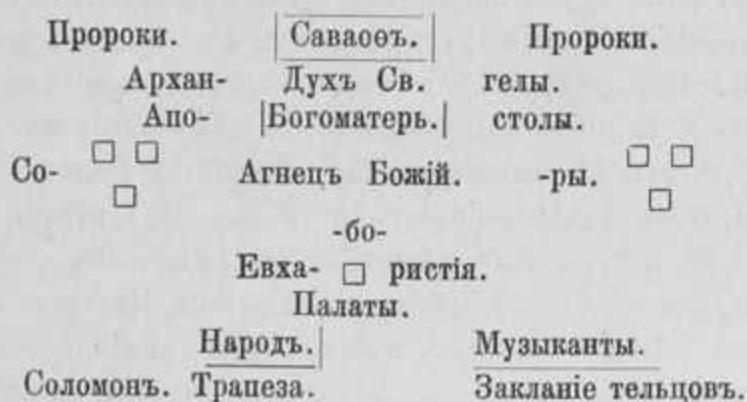 Пророки. Саваоѳъ. Пророки.
Архан- Духъ Св. гелы.
Апо- |Богоматерь.| столы.
Со- Агнецъ Божій. -ры.
-бо-
Евха- ристія.
Палаты.
Народъ. Музыканты.
Соломонъ. Трапеза. Закланіе тельцовъ.